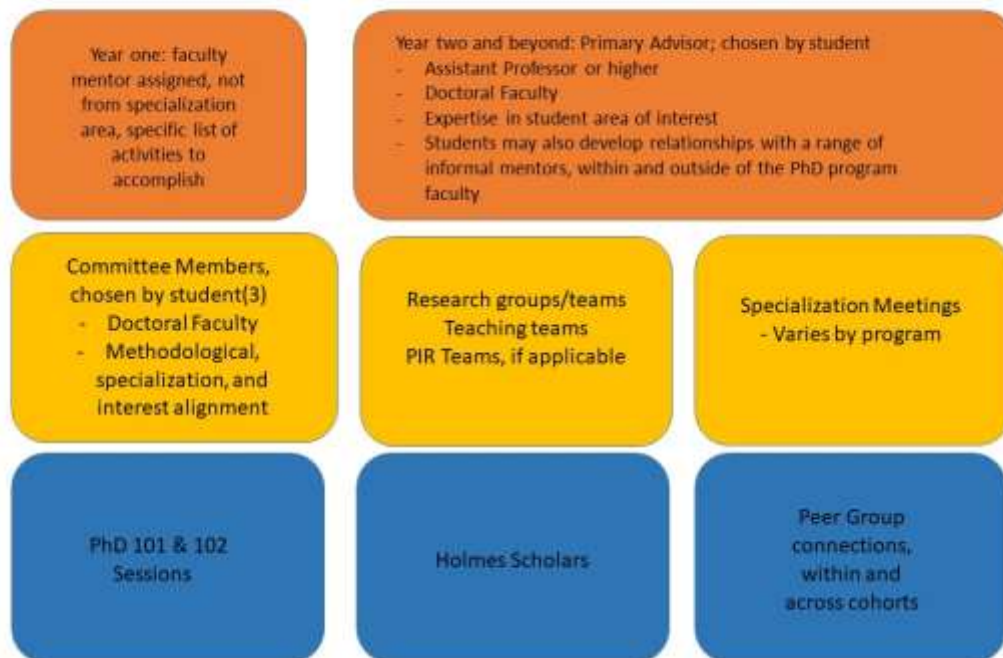 Year one: faculty
mentor assigned, not
from specialization
area, specific list of
activities to
accomplish
Year two and beyond: Primary Advisor; chosen by student
- Assistant Professor or higher
- Doctoral Faculty
- Expertise in student area of interest
- Students may also develop relationships with a range of
informal mentors, within and outside of the PhD program
faculty
Committee Members,
chosen by student(3)
- Doctoral Faculty
- Methodological,
specialization, and
interest alignment
Research groups/teams
Teaching teams
PIR Teams, if applicable
Specialization Meetings
- Varies by program
PhD 101 & 102
Sessions
Holmes Scholars
Peer Group
connections,
within and
across cohorts